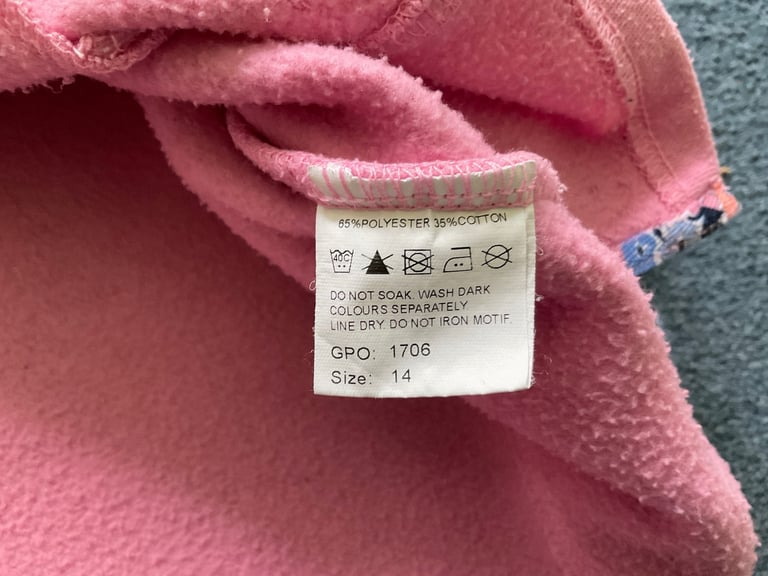 65%POLYESTER 35%COTTON
40C
DO NOT SOAK. WASH DARK
COLOURS SEPARATELY
LINE DRY. DO NOT IRON MOTIF.
GPO: 1706
Size: 14